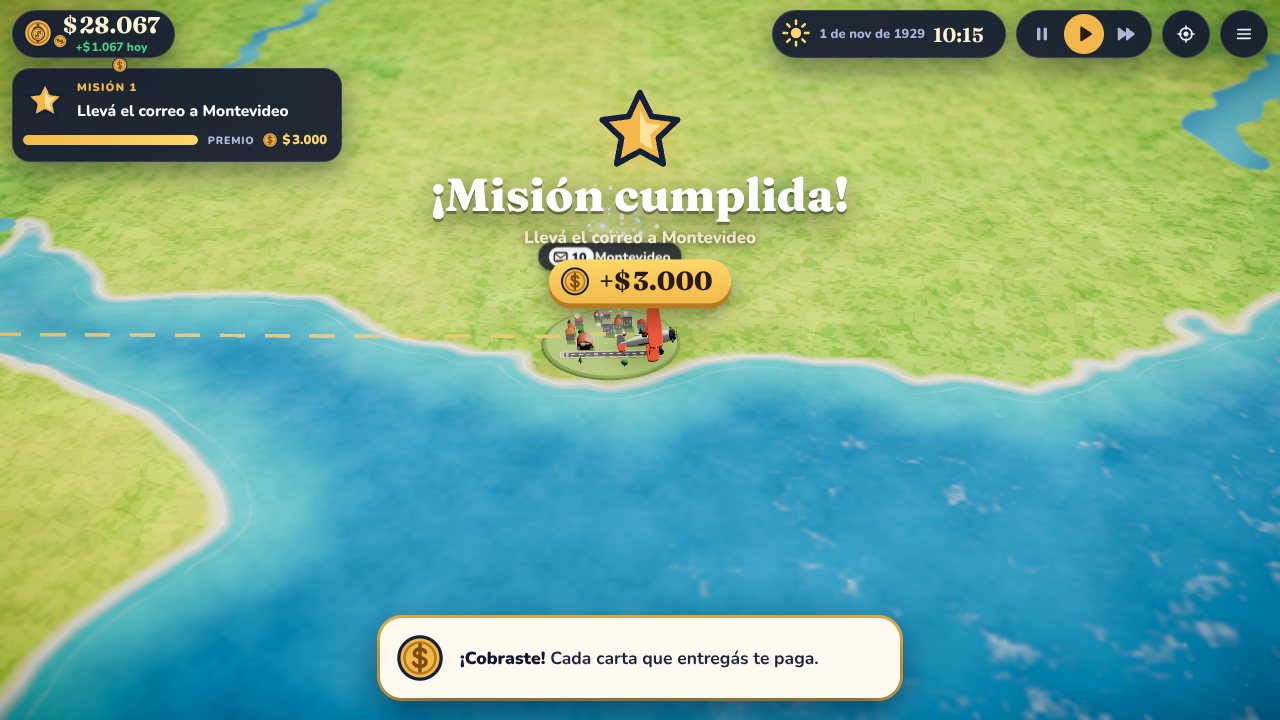 $28.067
+$1.067 hoy
1 de nov de 1929 10:15
MISIÓN 1
Llevá el correo a Montevideo
PREMIO $3.000
¡Misión cumplida!
Llevá el correo a Montevideo
10 Montevideo
+$3.000
¡Cobraste! Cada carta que entregás te paga.